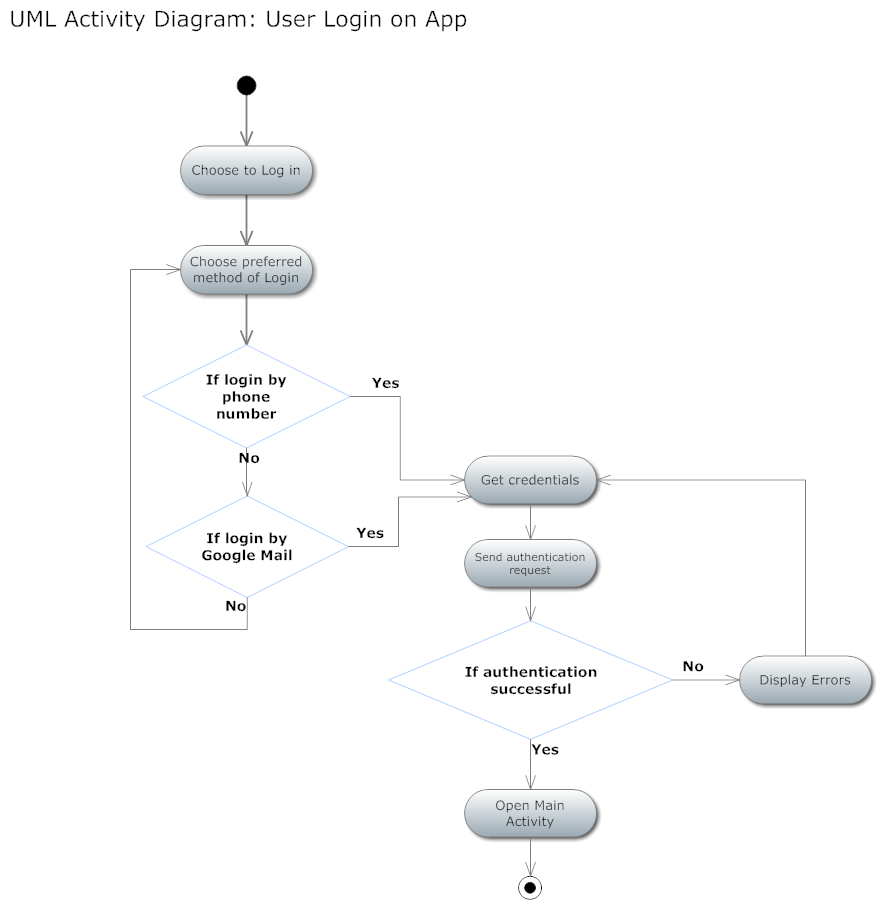 UML Activity Diagram: User Login on App
Choose to Log in
Choose preferred
method of Login
If login by
phone
number
Yes
No
If login by
Google Mail
Yes
No
Get credentials
Send authentication
request
If authentication
successful
No
Display Errors
Yes
Open Main
Activity